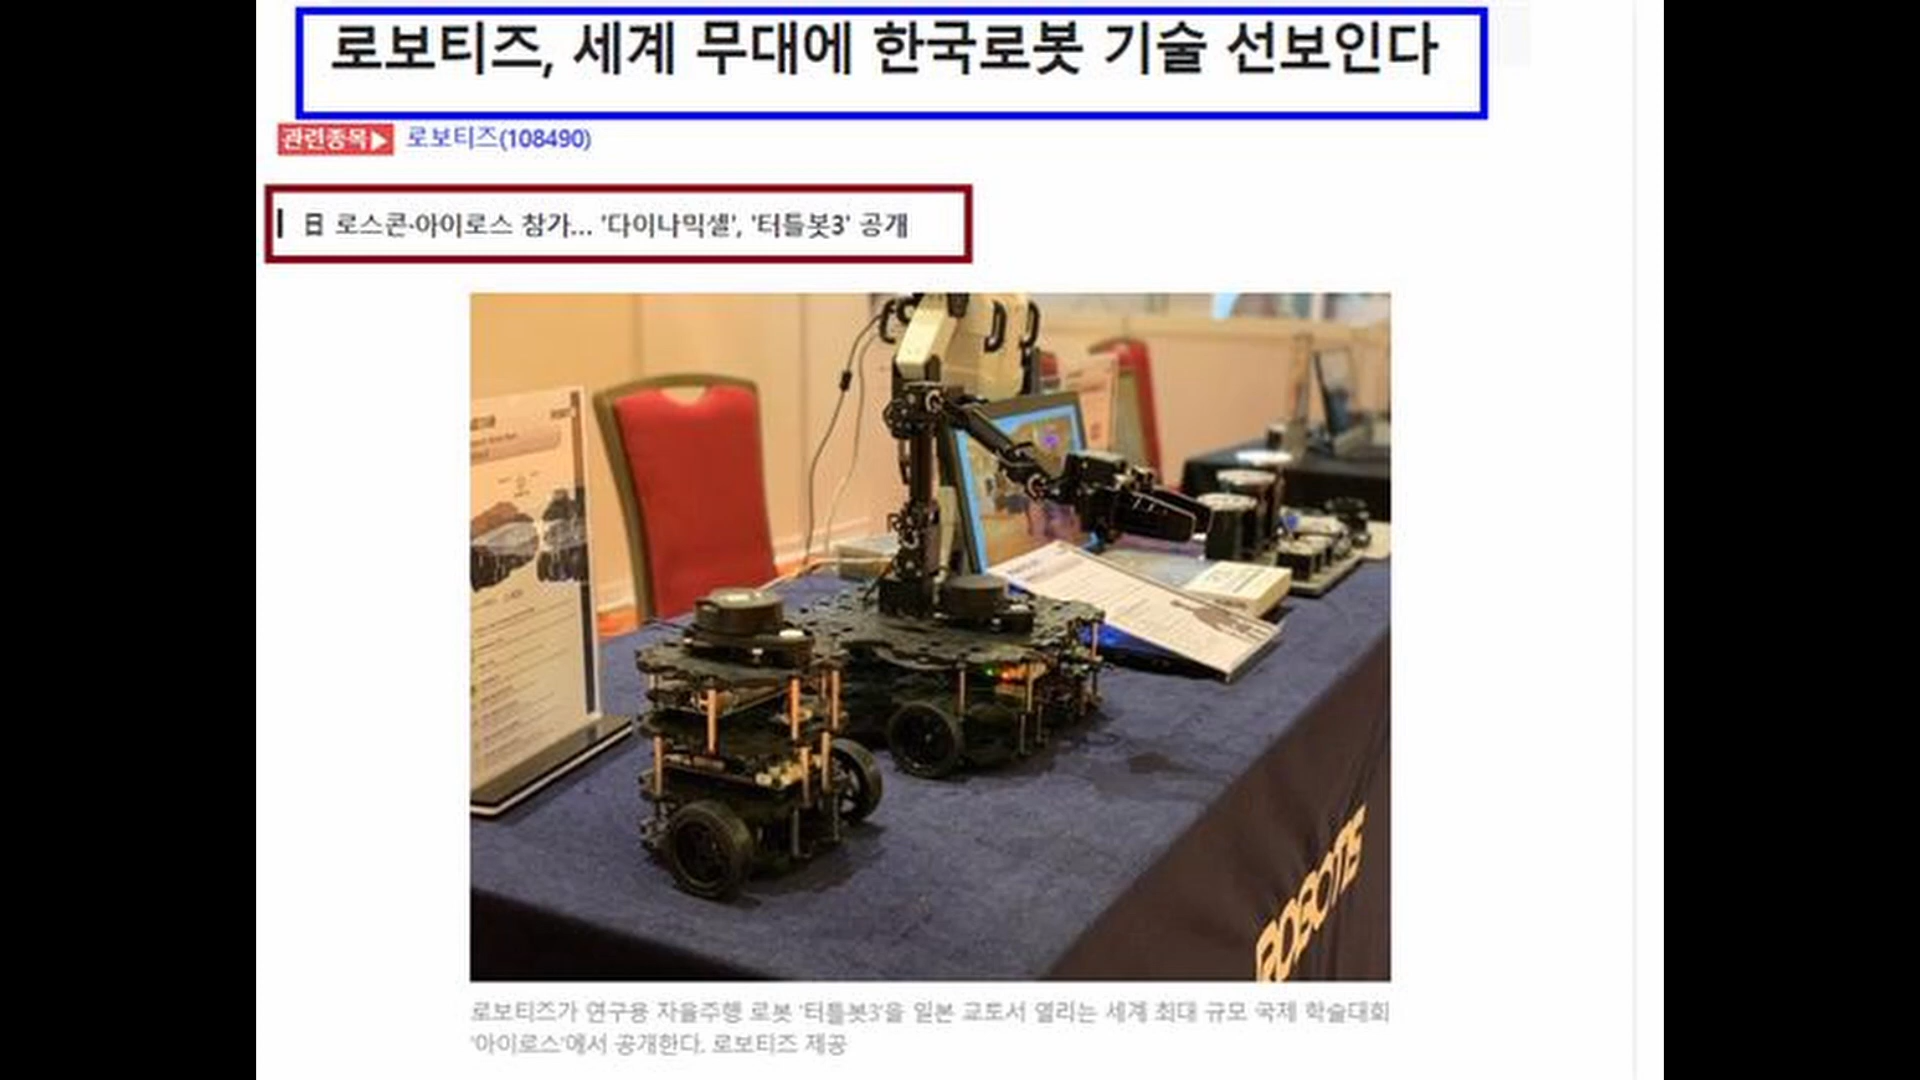 로보티즈, 세계 무대에 한국로봇 기술 선보인다
관련종목▶ 로보티즈(108490)
日 로스콘·아이로스 참가... '다이나믹셀', '터틀봇3' 공개
ROBOTIS
로보티즈가 연구용 자율주행 로봇 '터틀봇3'을 일본 교토서 열리는 세계 최대 규모 국제 학술대회
'아이로스'에서 공개한다. 로보티즈 제공